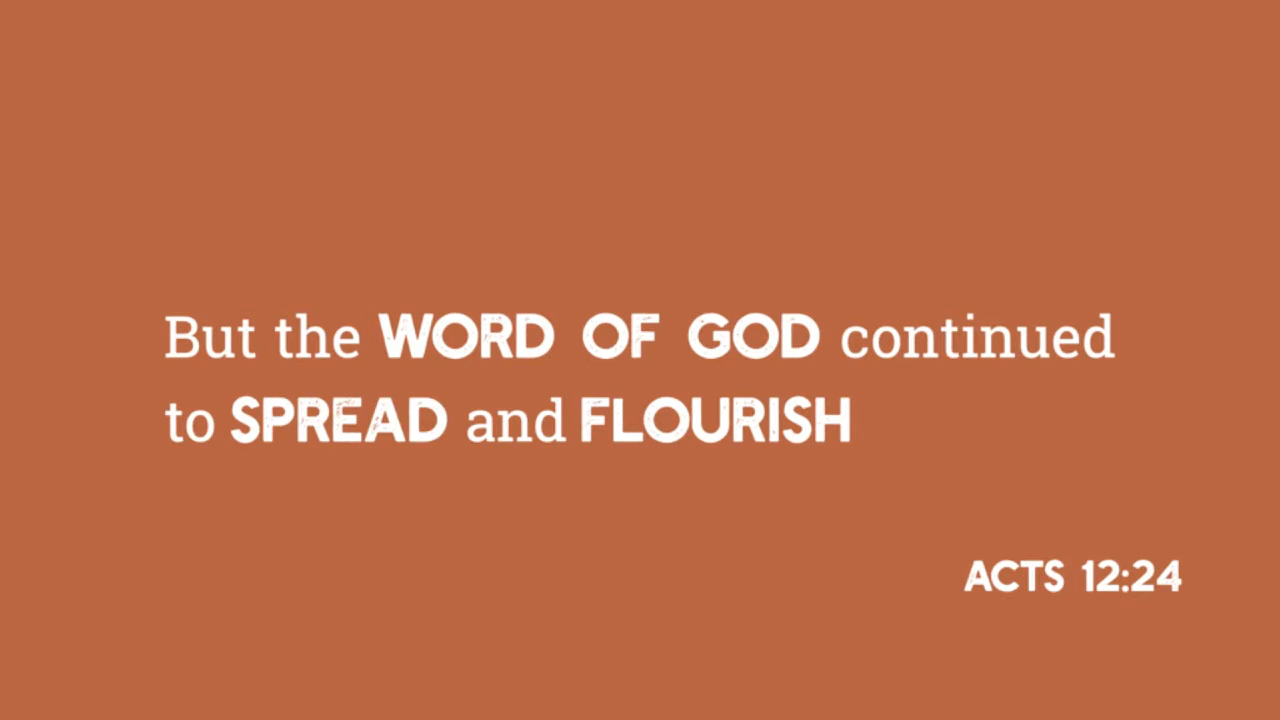 But the WORD OF GOD continued
to SPREAD and FLOURISH
ACTS 12:24